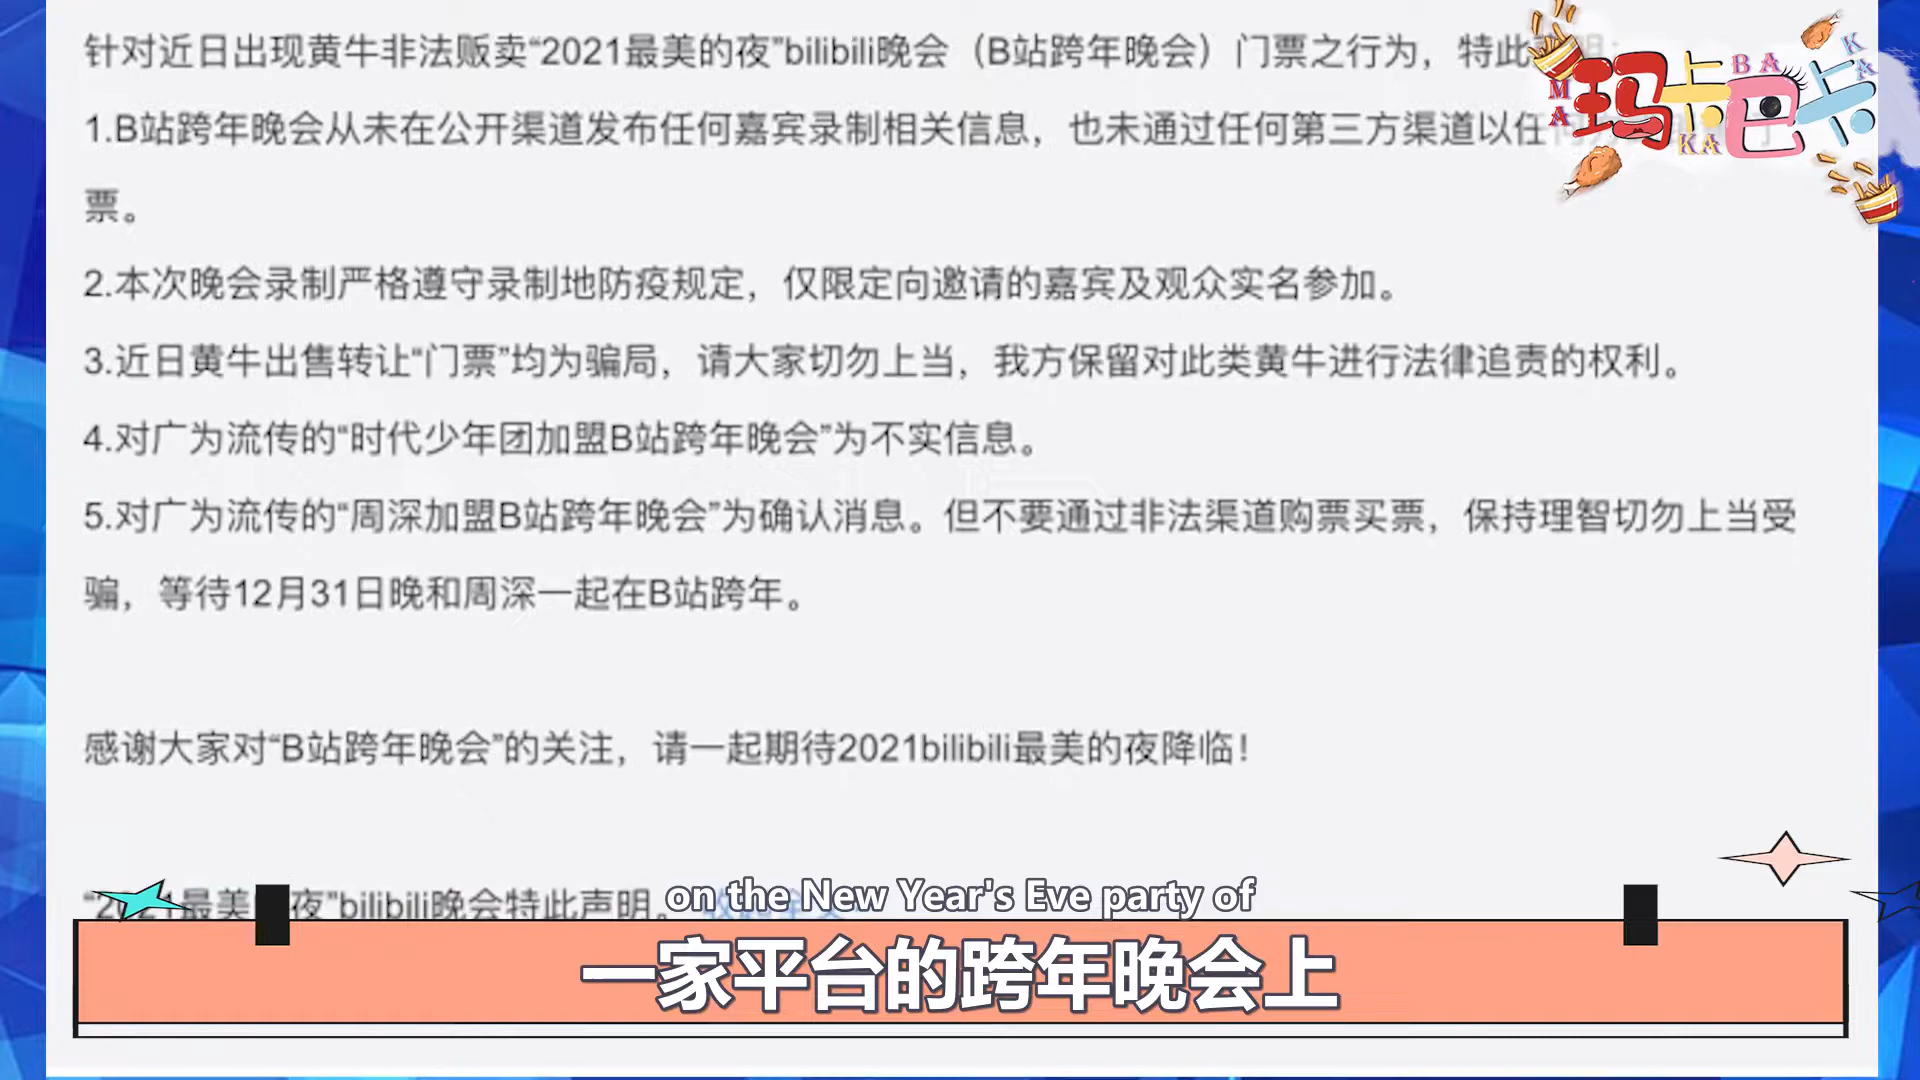 针对近日出现黄牛非法贩卖“2021最美的夜”bilibili晚会（B站跨年晚会）门票之行为，特此
1.B站跨年晚会从未在公开渠道发布任何嘉宾录制相关信息，也未通过任何第三方渠道以任
票。
2.本次晚会录制严格遵守录制地防疫规定，仅限定向邀请的嘉宾及观众实名参加。
3.近日黄牛出售转让“门票”均为骗局，请大家切勿上当，我方保留对此类黄牛进行法律追责的权利。
4.对广为流传的“时代少年团加盟B站跨年晚会”为不实信息。
5.对广为流传的“周深加盟B站跨年晚会”为确认消息。但不要通过非法渠道购票买票，保持理智切勿上当受
骗，等待12月31日晚和周深一起在B站跨年。
感谢大家对“B站跨年晚会”的关注，请一起期待2021bilibili最美的夜降临！
“2021最美 夜”bilibili晚会特此声明。
on the New Year's Eve party of
一家平台的跨年晚会上
玛卡巴卡
MA KA BA KA